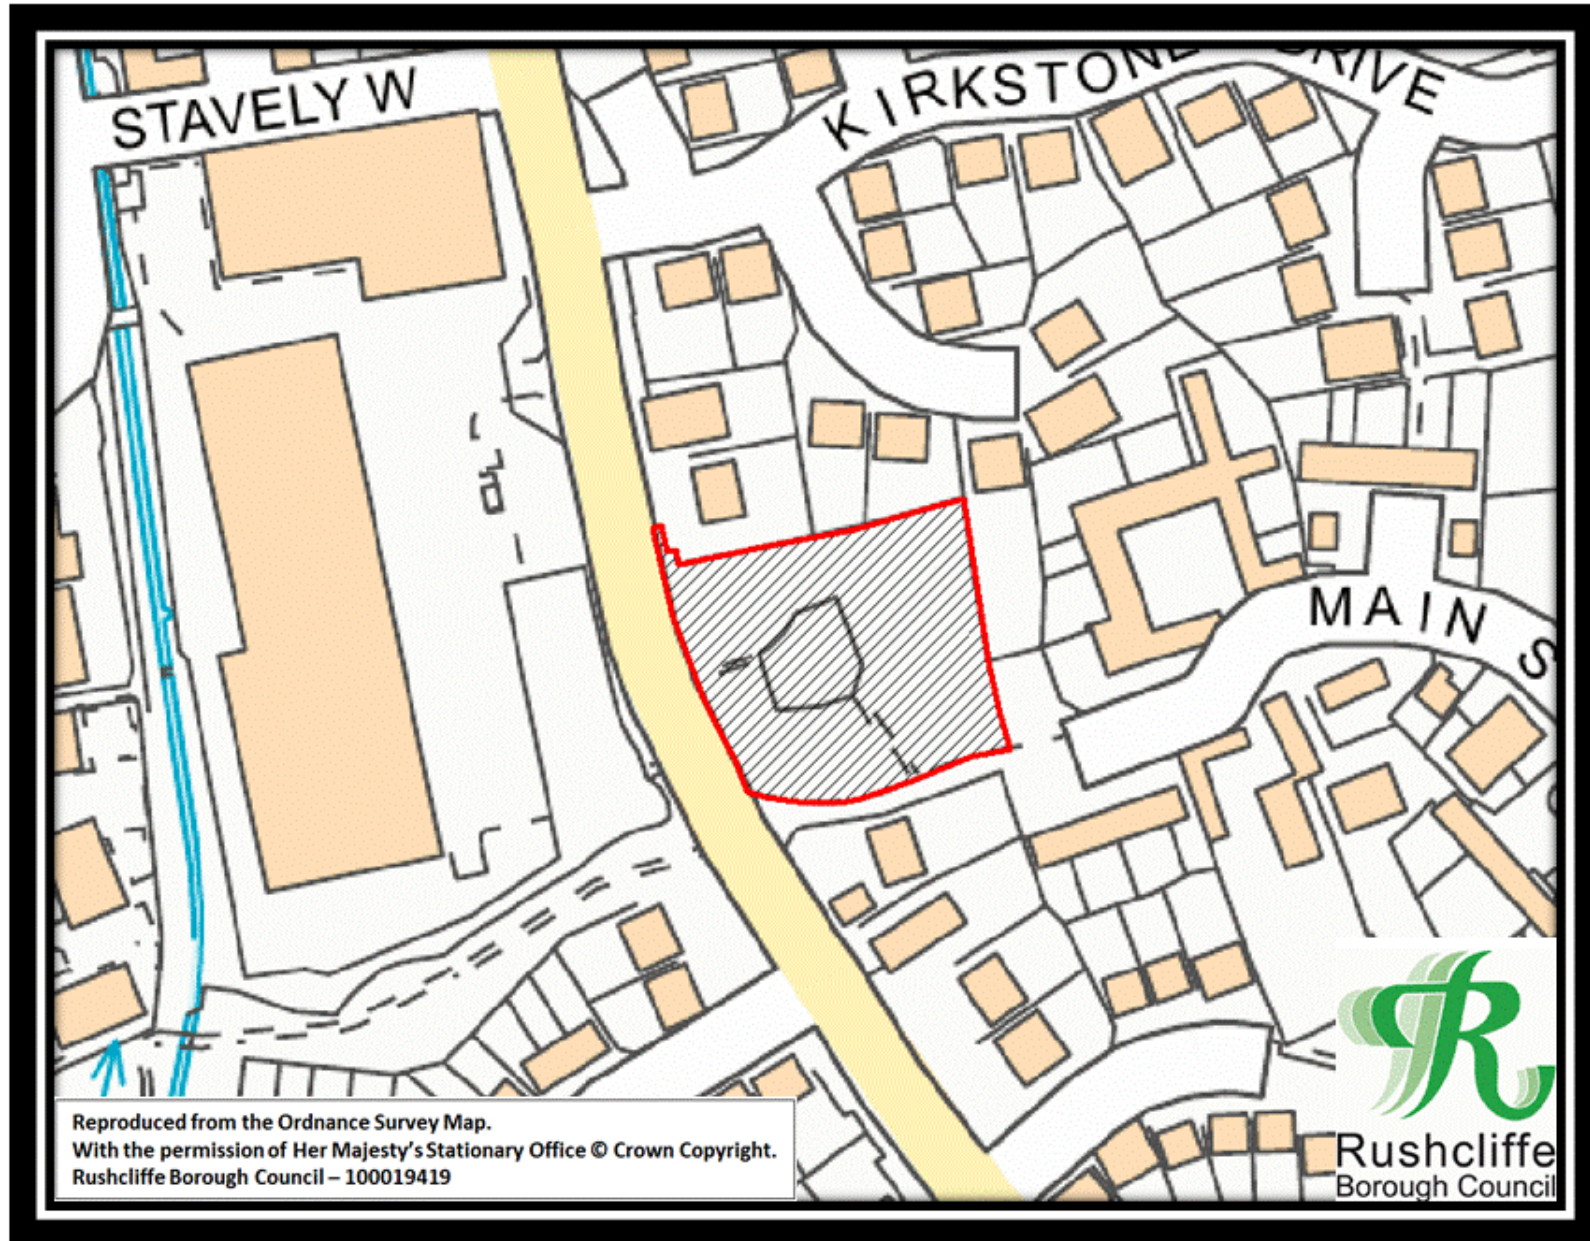 STAVELY W
KIRKSTONE DRIVE
MAIN S
Reproduced from the Ordnance Survey Map.
With the permission of Her Majesty's Stationary Office © Crown Copyright.
Rushcliffe Borough Council – 100019419
R
Rushcliffe
Borough Council